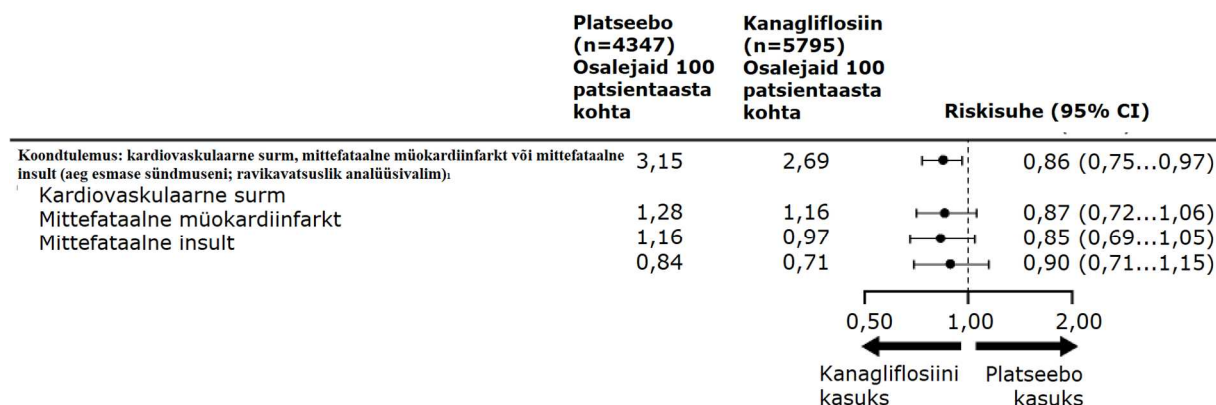 Platseebo
(n=4347)
Osalejaid 100
patsientaasta
kohta
Kanagliflosiin
(n=5795)
Osalejaid 100
patsientaasta
kohta
Riskisuhe (95% CI)
Koondtulemus: kardiovaskulaarne surm, mittefataalne müokardiinfarkt või mittefataalne
insult (aeg esmase sündmuseni; ravikavatsuslik analüüsivalim)₁
3,15 2,69 0,86 (0,75...0,97)
Kardiovaskulaarne surm
Mittefataalne müokardiinfarkt
Mittefataalne insult
1,28 1,16 0,87 (0,72...1,06)
1,16 0,97 0,85 (0,69...1,05)
0,84 0,71 0,90 (0,71...1,15)
0,50 1,00 2,00
Kanagliflosiini
kasuks
Platseebo
kasuks